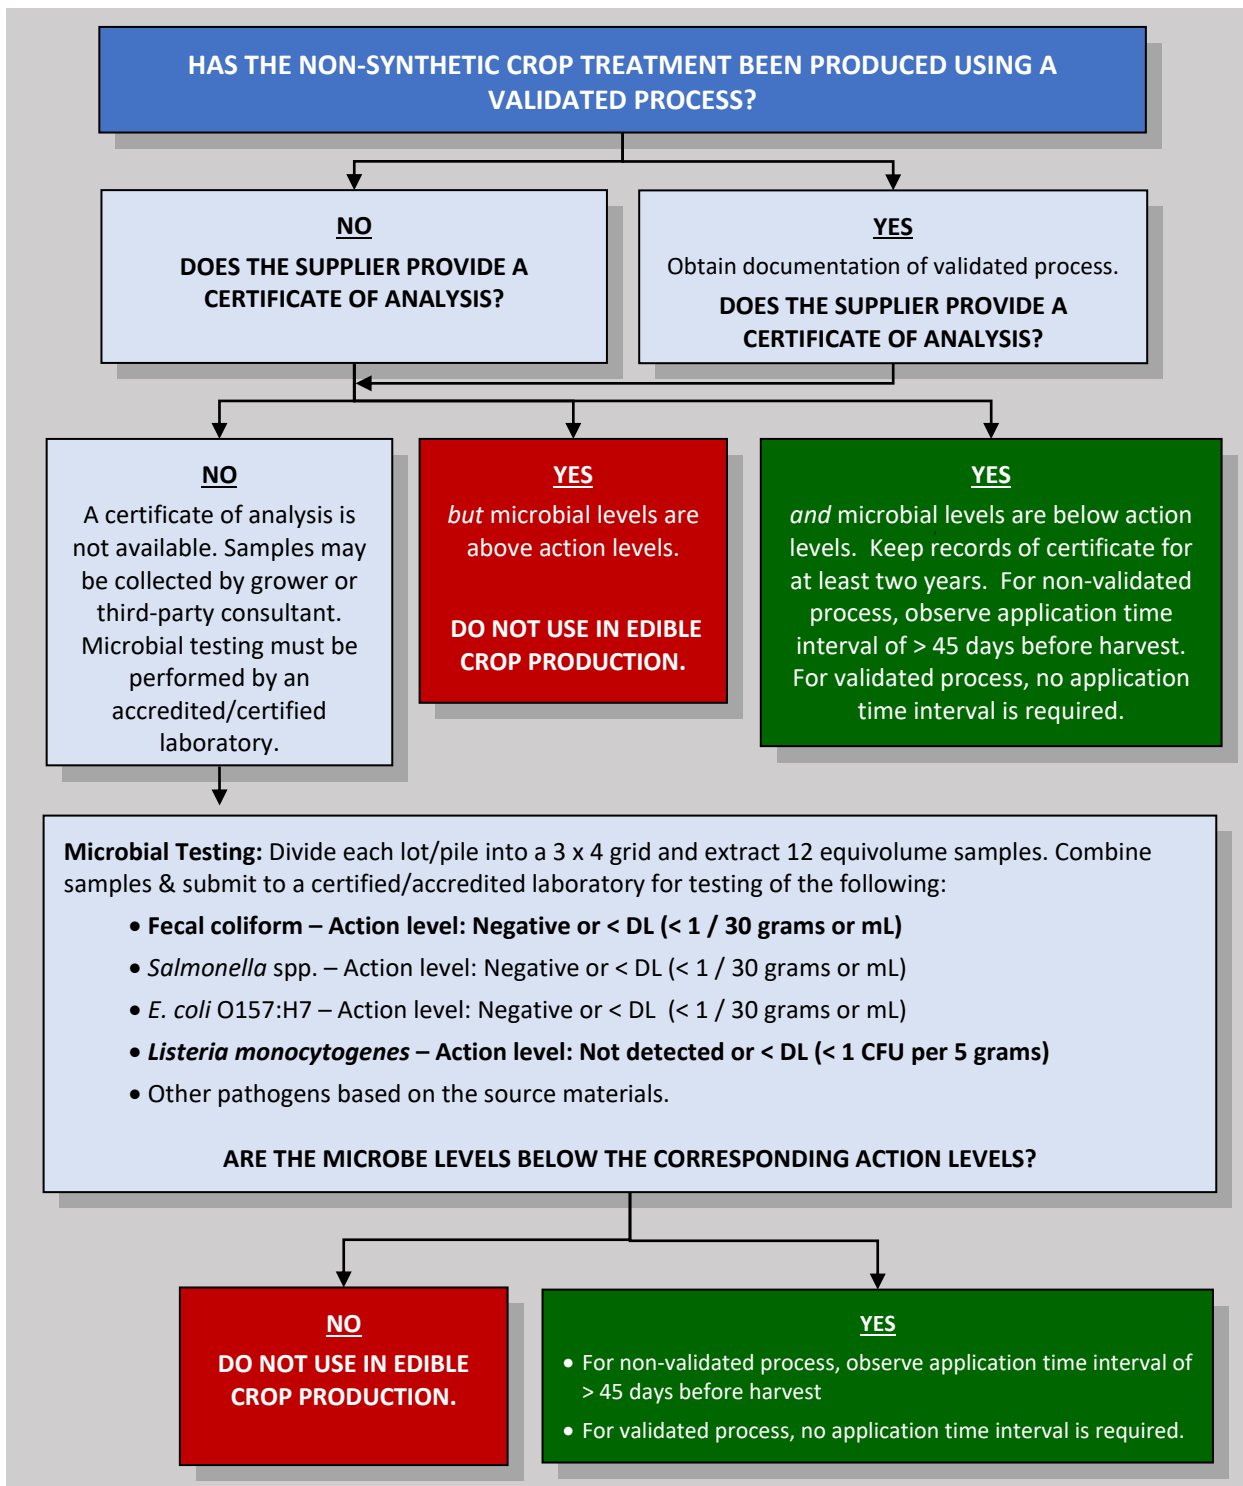 HAS THE NON-SYNTHETIC CROP TREATMENT BEEN PRODUCED USING A
VALIDATED PROCESS?
NO
DOES THE SUPPLIER PROVIDE A
CERTIFICATE OF ANALYSIS?
YES
Obtain documentation of validated process.
DOES THE SUPPLIER PROVIDE A
CERTIFICATE OF ANALYSIS?
NO
A certificate of analysis is
not available. Samples may
be collected by grower or
third-party consultant.
Microbial testing must be
performed by an
accredited/certified
laboratory.
YES
but microbial levels are
above action levels.
DO NOT USE IN EDIBLE
CROP PRODUCTION.
YES
and microbial levels are below action
levels.  Keep records of certificate for
at least two years.  For non-validated
process, observe application time
interval of > 45 days before harvest.
For validated process, no application
time interval is required.
Microbial Testing: Divide each lot/pile into a 3 x 4 grid and extract 12 equivolume samples. Combine
samples & submit to a certified/accredited laboratory for testing of the following:
• Fecal coliform – Action level: Negative or < DL (< 1 / 30 grams or mL)
• Salmonella spp. – Action level: Negative or < DL (< 1 / 30 grams or mL)
• E. coli O157:H7 – Action level: Negative or < DL  (< 1 / 30 grams or mL)
• Listeria monocytogenes – Action level: Not detected or < DL (< 1 CFU per 5 grams)
• Other pathogens based on the source materials.
ARE THE MICROBE LEVELS BELOW THE CORRESPONDING ACTION LEVELS?
NO
DO NOT USE IN EDIBLE
CROP PRODUCTION.
YES
• For non-validated process, observe application time interval of
> 45 days before harvest
• For validated process, no application time interval is required.